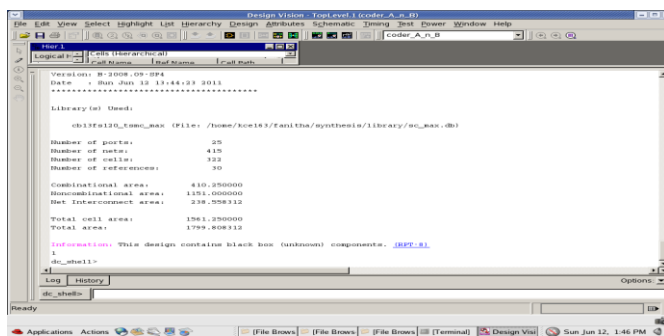 Design Vision - TopLevel.1 (coder_A_n_B)
File Edit View Select Highlight List Hierarchy Design Attributes Schematic Timing Test Power Window Help
coder_A_n_B
Hier.1
Logical H Cells (Hierarchical)
Cell Name Ref Name Cell Path
Version: B-2008.09-SP4
Date : Sun Jun 12 13:44:23 2011
****************************************
Library(s) Used:
cb13fs120_tsmc_max (File: /home/kce163/fanitha/synthesis/library/sc_max.db)
Number of ports: 25
Number of nets: 415
Number of cells: 322
Number of references: 30
Combinational area: 410.250000
Noncombinational area: 1151.000000
Net Interconnect area: 238.558312
Total cell area: 1561.250000
Total area: 1799.808312
Information: This design contains black box (unknown) components. (RPT-8)
1
dc_shell>
Log History Options:
dc_shell>
Ready
Applications Actions [File Brows [File Brows [File Brows [Terminal] Design Visi Sun Jun 12, 1:46 PM